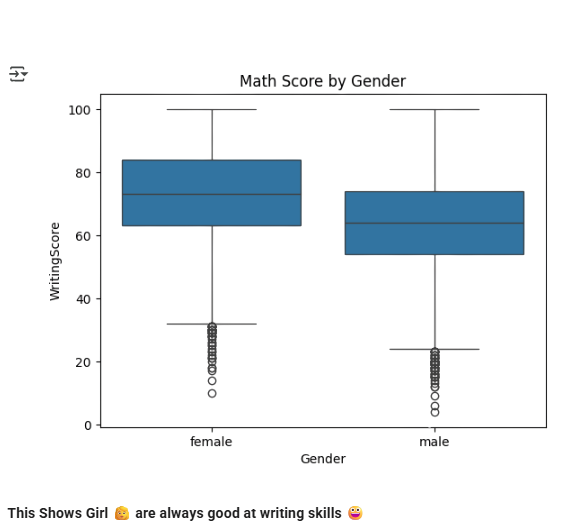 Math Score by Gender
100
80
60
40
20
0
WritingScore
female male
Gender
This Shows Girl 👩 are always good at writing skills 😀